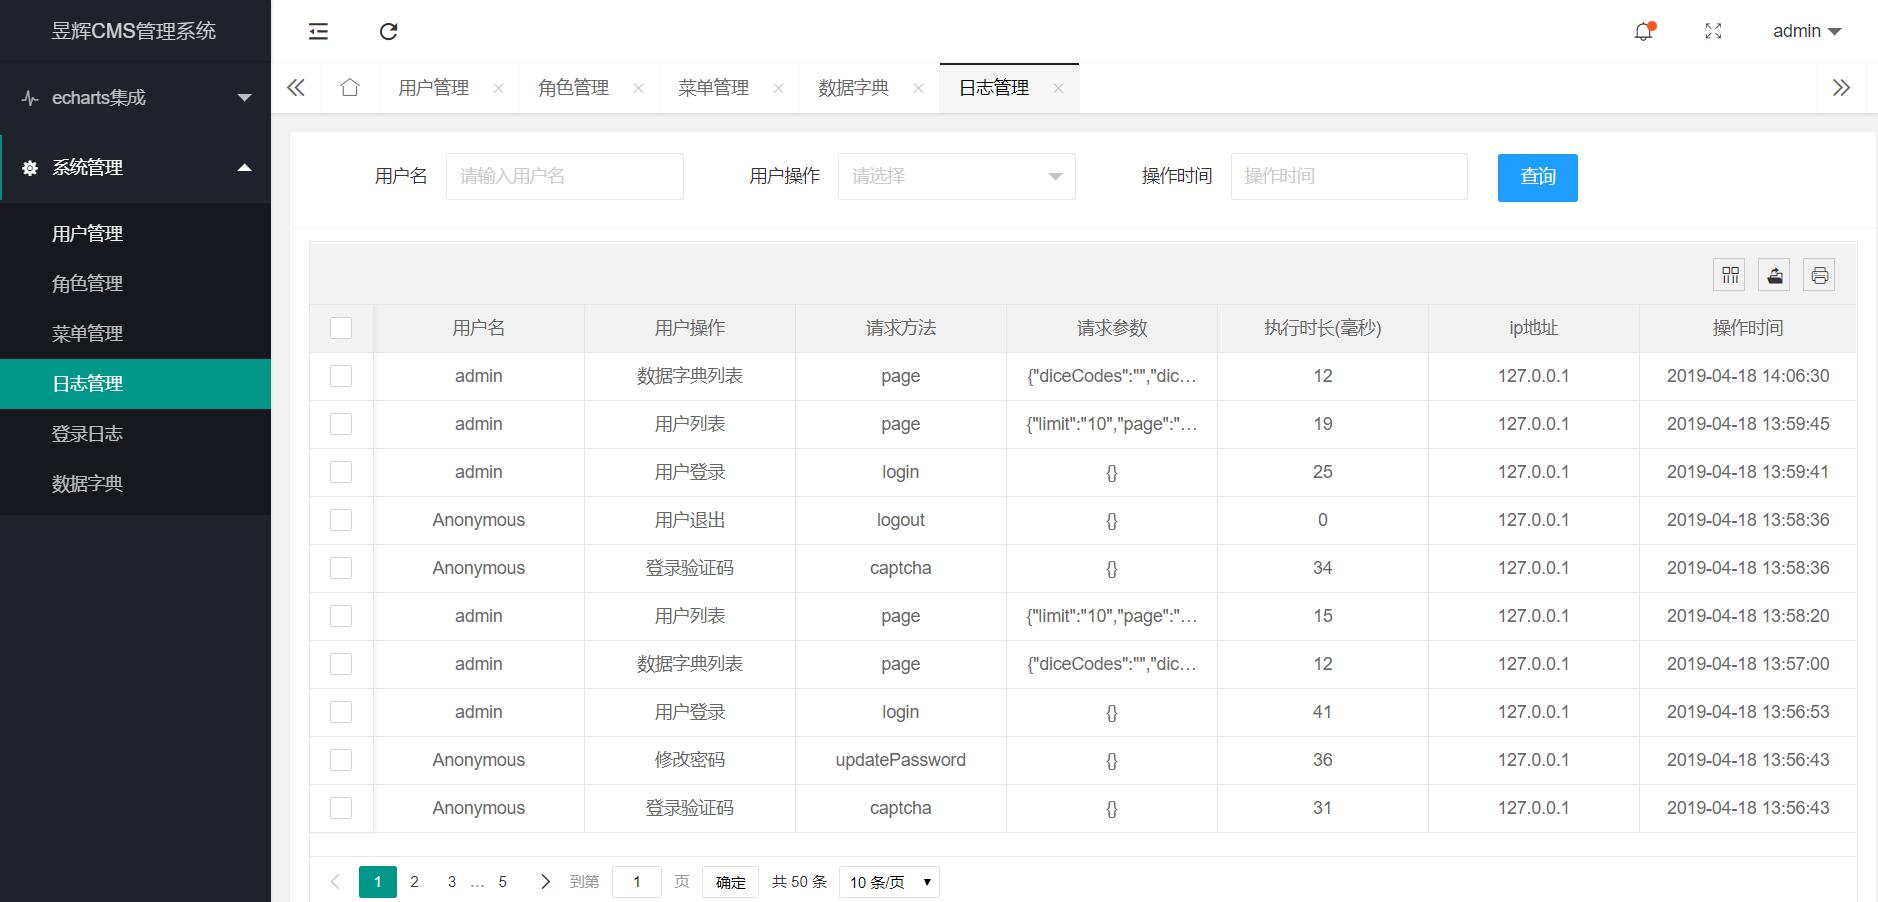 昱辉CMS管理系统
admin
echarts集成
系统管理
用户管理
角色管理
菜单管理
日志管理
登录日志
数据字典
用户管理 角色管理 菜单管理 数据字典 日志管理
用户名 请输入用户名 用户操作 请选择 操作时间 操作时间 查询
用户名 用户操作 请求方法 请求参数 执行时长(毫秒) ip地址 操作时间
admin 数据字典列表 page {"diceCodes":"","dic... 12 127.0.0.1 2019-04-18 14:06:30
admin 用户列表 page {"limit":"10","page":"... 19 127.0.0.1 2019-04-18 13:59:45
admin 用户登录 login {} 25 127.0.0.1 2019-04-18 13:59:41
Anonymous 用户退出 logout {} 0 127.0.0.1 2019-04-18 13:58:36
Anonymous 登录验证码 captcha {} 34 127.0.0.1 2019-04-18 13:58:36
admin 用户列表 page {"limit":"10","page":"... 15 127.0.0.1 2019-04-18 13:58:20
admin 数据字典列表 page {"diceCodes":"","dic... 12 127.0.0.1 2019-04-18 13:57:00
admin 用户登录 login {} 41 127.0.0.1 2019-04-18 13:56:53
Anonymous 修改密码 updatePassword {} 36 127.0.0.1 2019-04-18 13:56:43
Anonymous 登录验证码 captcha {} 31 127.0.0.1 2019-04-18 13:56:43
1 2 3 ... 5 到第 1 页 确定 共 50 条 10 条/页